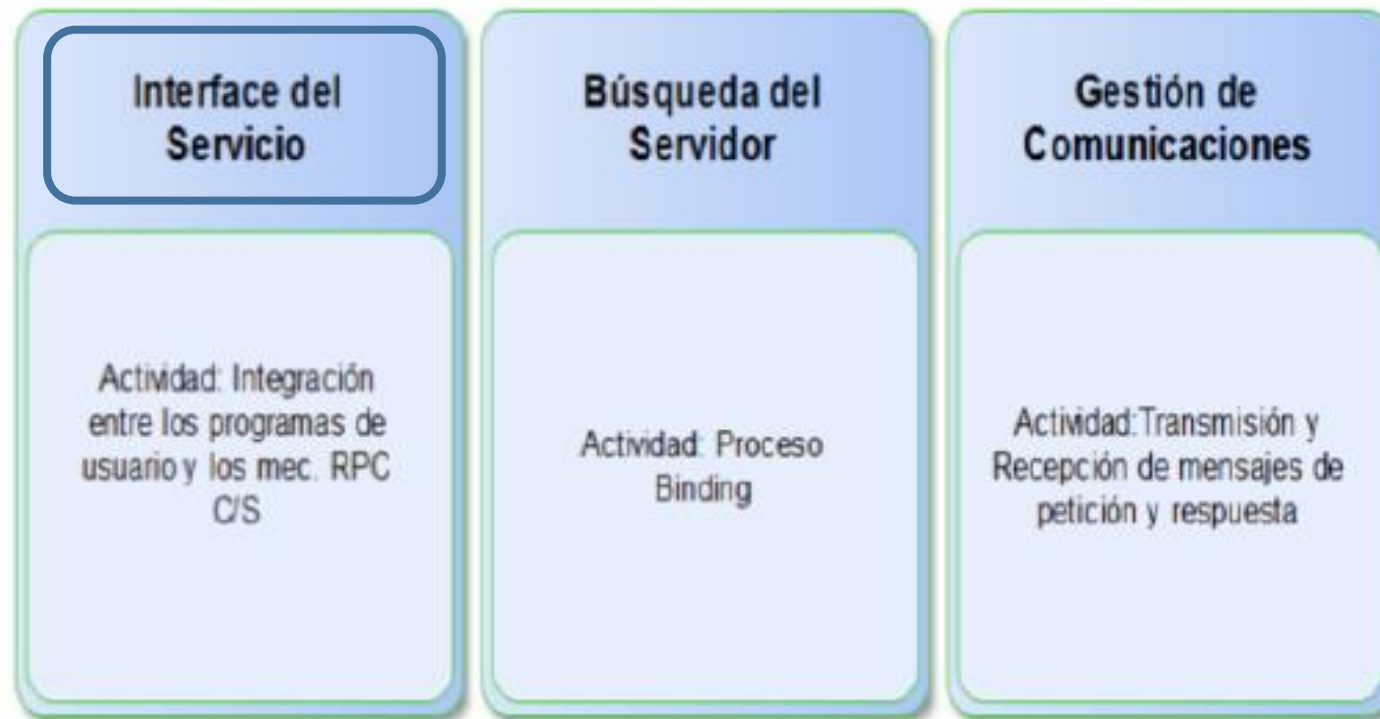 Interface del
Servicio
Actividad: Integración
entre los programas de
usuario y los mec. RPC
C/S
Búsqueda del
Servidor
Actividad: Proceso
Binding
Gestión de
Comunicaciones
Actividad:Transmisión y
Recepción de mensajes de
petición y respuesta